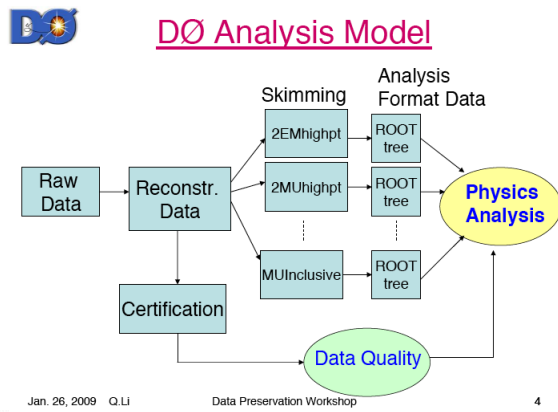 DØ
DØ Analysis Model
Skimming
Analysis
Format Data
2EMhighpt
ROOT
tree
Raw
Data
Reconstr.
Data
2MUhighpt
ROOT
tree
Physics
Analysis
MUInclusive
ROOT
tree
Certification
Data Quality
Jan. 26, 2009 Q.Li
Data Preservation Workshop
4